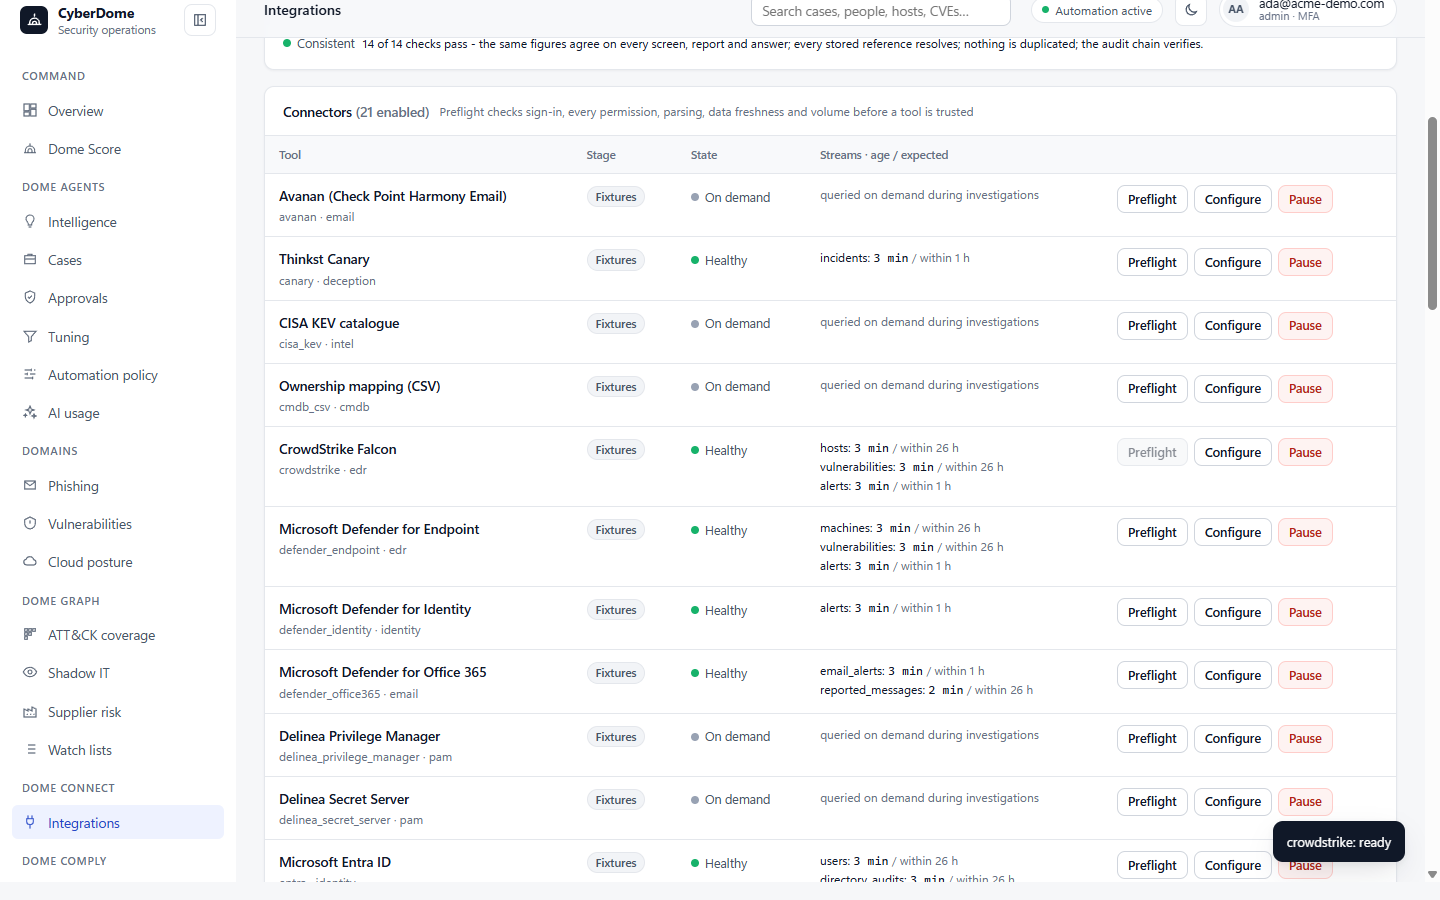 CyberDome
Security operations
COMMAND
Overview
Dome Score
DOME AGENTS
Intelligence
Cases
Approvals
Tuning
Automation policy
AI usage
DOMAINS
Phishing
Vulnerabilities
Cloud posture
DOME GRAPH
ATT&CK coverage
Shadow IT
Supplier risk
Watch lists
DOME CONNECT
Integrations
DOME COMPLY
Integrations
Search cases, people, hosts, CVEs...
Automation active
AA
ada@acme-demo.com
admin · MFA
Consistent 14 of 14 checks pass - the same figures agree on every screen, report and answer; every stored reference resolves; nothing is duplicated; the audit chain verifies.
Connectors (21 enabled) Preflight checks sign-in, every permission, parsing, data freshness and volume before a tool is trusted
Tool Stage State Streams · age / expected
Avanan (Check Point Harmony Email) Fixtures On demand queried on demand during investigations Preflight Configure Pause
avanan · email
Thinkst Canary Fixtures Healthy incidents: 3 min / within 1 h Preflight Configure Pause
canary · deception
CISA KEV catalogue Fixtures On demand queried on demand during investigations Preflight Configure Pause
cisa_kev · intel
Ownership mapping (CSV) Fixtures On demand queried on demand during investigations Preflight Configure Pause
cmdb_csv · cmdb
CrowdStrike Falcon Fixtures Healthy hosts: 3 min / within 26 h Preflight Configure Pause
crowdstrike · edr vulnerabilities: 3 min / within 26 h
alerts: 3 min / within 1 h
Microsoft Defender for Endpoint Fixtures Healthy machines: 3 min / within 26 h Preflight Configure Pause
defender_endpoint · edr vulnerabilities: 3 min / within 26 h
alerts: 3 min / within 1 h
Microsoft Defender for Identity Fixtures Healthy alerts: 3 min / within 1 h Preflight Configure Pause
defender_identity · identity
Microsoft Defender for Office 365 Fixtures Healthy email_alerts: 3 min / within 1 h Preflight Configure Pause
defender_office365 · email reported_messages: 2 min / within 26 h
Delinea Privilege Manager Fixtures On demand queried on demand during investigations Preflight Configure Pause
delinea_privilege_manager · pam
Delinea Secret Server Fixtures On demand queried on demand during investigations Preflight Configure Pause
delinea_secret_server · pam
crowdstrike: ready
Microsoft Entra ID Fixtures Healthy users: 3 min / within 26 h Preflight Configure Pause
entra · identity directory_audits: 3 min / within 26 h